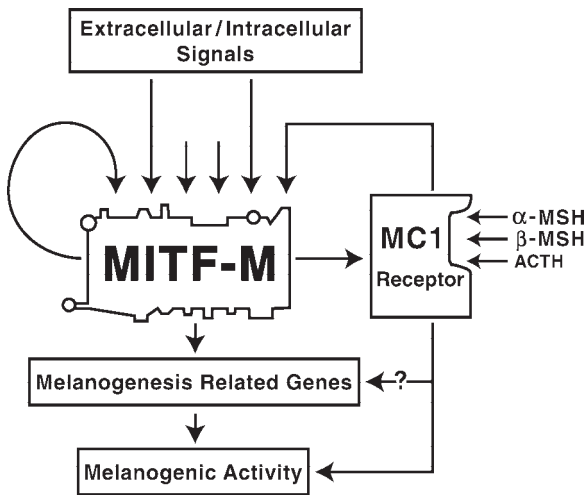 Extracellular/Intracellular
Signals
MITF-M
MC1
Receptor
α-MSH
β-MSH
ACTH
Melanogenesis Related Genes
?
Melanogenic Activity